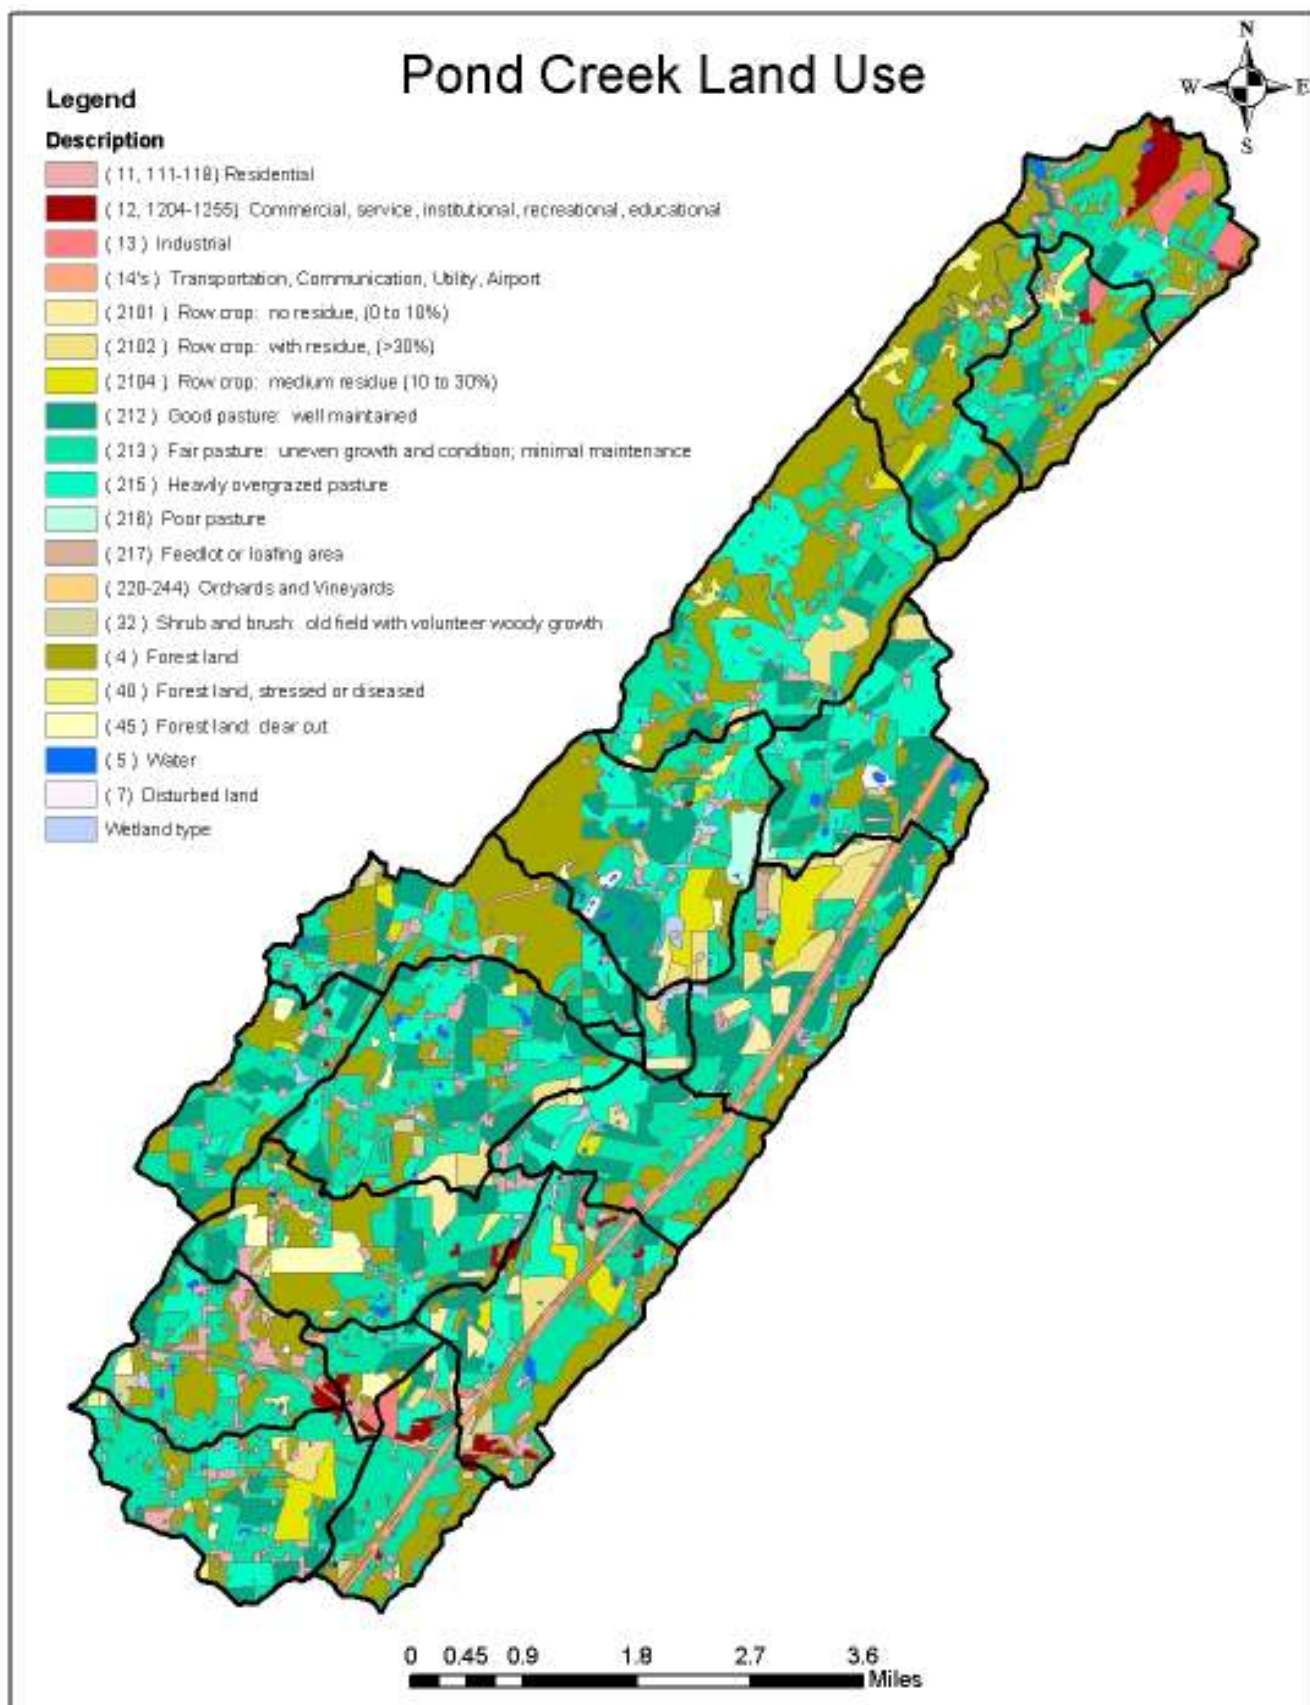 Pond Creek Land Use
N
W E
S
Legend
Description
( 11, 111-118) Residential
( 12, 1204-1255) Commercial, service, institutional, recreational, educational
( 13 ) Industrial
( 14's ) Transportation, Communication, Utility, Airport
( 2101 ) Row crop: no residue, (0 to 10%)
( 2102 ) Row crop: with residue, (>30%)
( 2104 ) Row crop: medium residue (10 to 30%)
( 212 ) Good pasture: well maintained
( 213 ) Fair pasture: uneven growth and condition; minimal maintenance
( 215 ) Heavily overgrazed pasture
( 216) Poor pasture
( 217) Feedlot or loafing area
( 220-244) Orchards and Vineyards
( 32 ) Shrub and brush: old field with volunteer woody growth
( 4 ) Forest land
( 40 ) Forest land, stressed or diseased
( 45 ) Forest land: clear cut
( 5 ) Water
( 7) Disturbed land
Wetland type
0 0.45 0.9 1.8 2.7 3.6
Miles